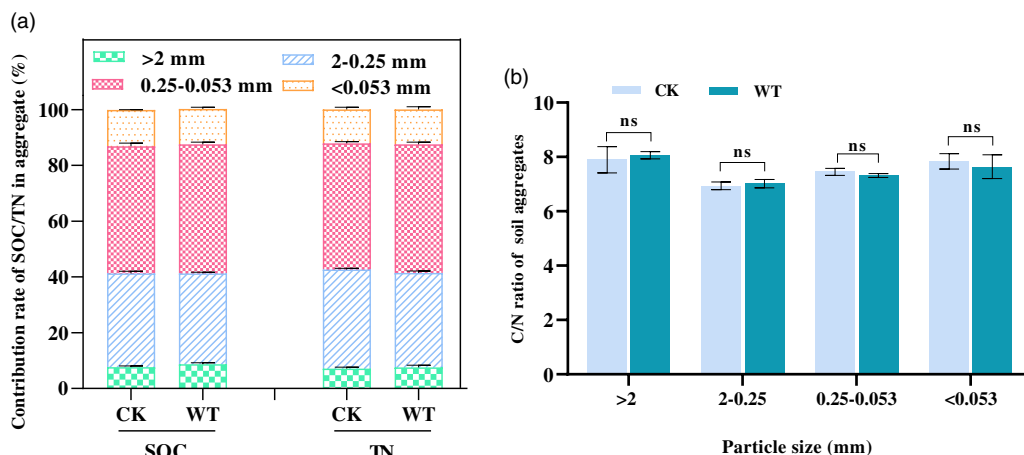 (a)
Contribution rate of SOC/TN in aggregate (%)
>2 mm
2-0.25 mm
0.25-0.053 mm
<0.053 mm
100
80
60
40
20
0
CK
WT
CK
WT
SOC
TN
(b)
CK
WT
C/N ratio of soil aggregates
10
8
6
4
2
0
ns
ns
ns
ns
>2
2-0.25
0.25-0.053
<0.053
Particle size (mm)